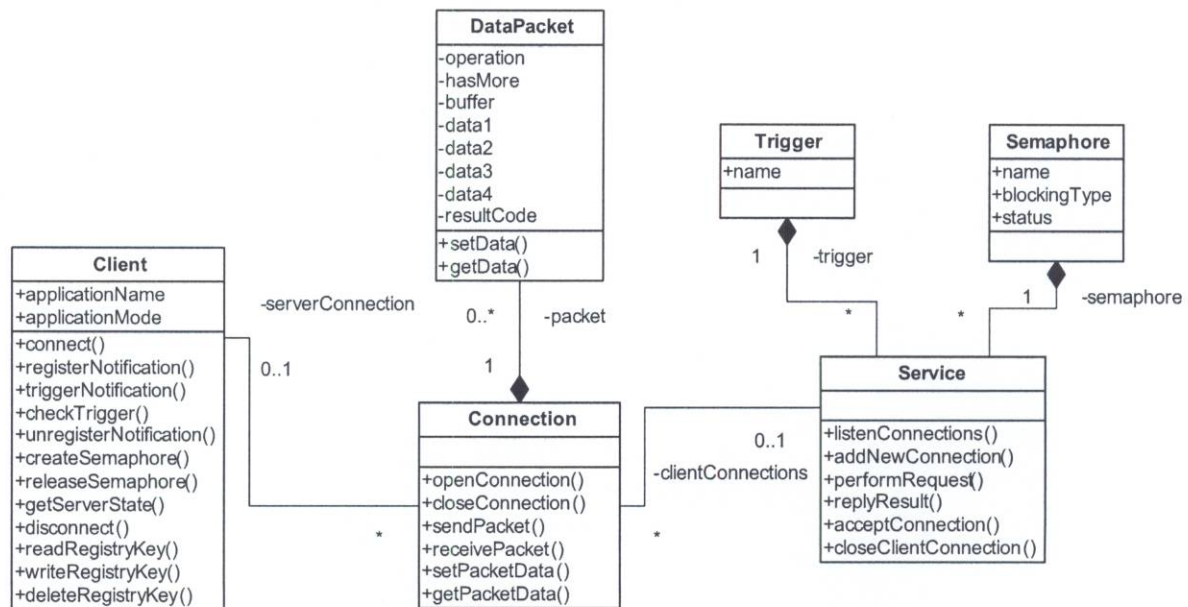 DataPacket
-operation
-hasMore
-buffer
-data1
-data2
-data3
-data4
-resultCode
+setData()
+getData()
Trigger
+name
Semaphore
+name
+blockingType
+status
Client
+applicationName
+applicationMode
+connect()
+registerNotification()
+triggerNotification()
+checkTrigger()
+unregisterNotification()
+createSemaphore()
+releaseSemaphore()
+getServerState()
+disconnect()
+readRegistryKey()
+writeRegistryKey()
+deleteRegistryKey()
-serverConnection
0..1
*
0..*
-packet
1
Connection
+openConnection()
+closeConnection()
+sendPacket()
+receivePacket()
+setPacketData()
+getPacketData()
1
-trigger
*
1
-semaphore
*
0..1
-clientConnections
*
Service
+listenConnections()
+addNewConnection()
+performRequest()
+replyResult()
+acceptConnection()
+closeClientConnection()